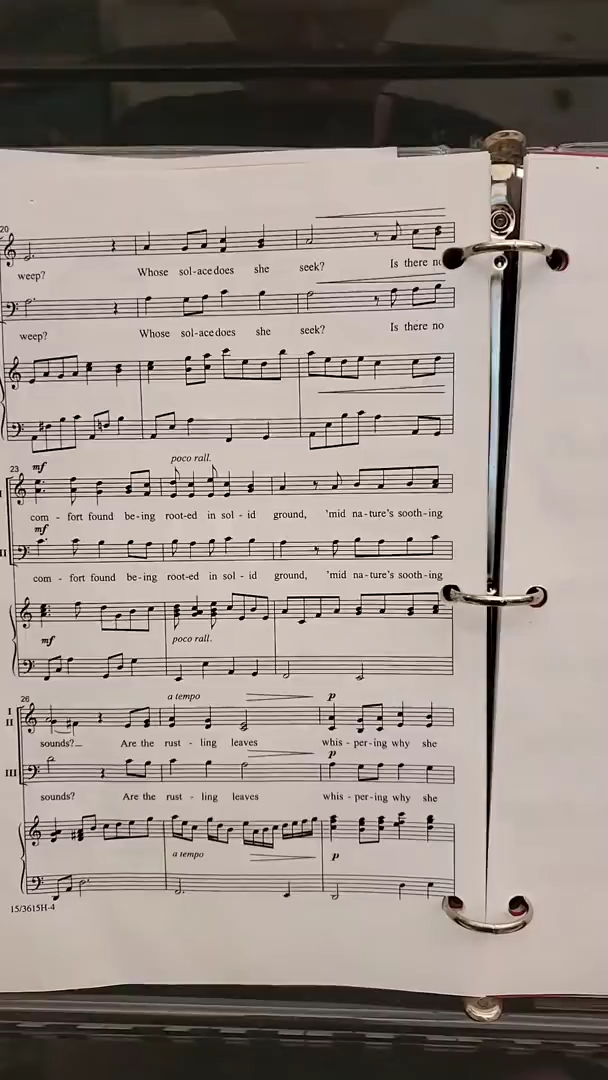 20
weep? Whose sol-ace does she seek? Is there no
weep? Whose sol-ace does she seek? Is there no
mf poco rall.
23
I
com - fort found be-ing root-ed in sol - id ground, 'mid na-ture's sooth-ing
mf
II
com - fort found be-ing root-ed in sol - id ground, 'mid na-ture's sooth-ing
mf poco rall.
a tempo p
26
I
II
sounds? Are the rust - ling leaves whis - per-ing why she
p
III
sounds? Are the rust - ling leaves whis - per-ing why she
a tempo p
15/3615H-4